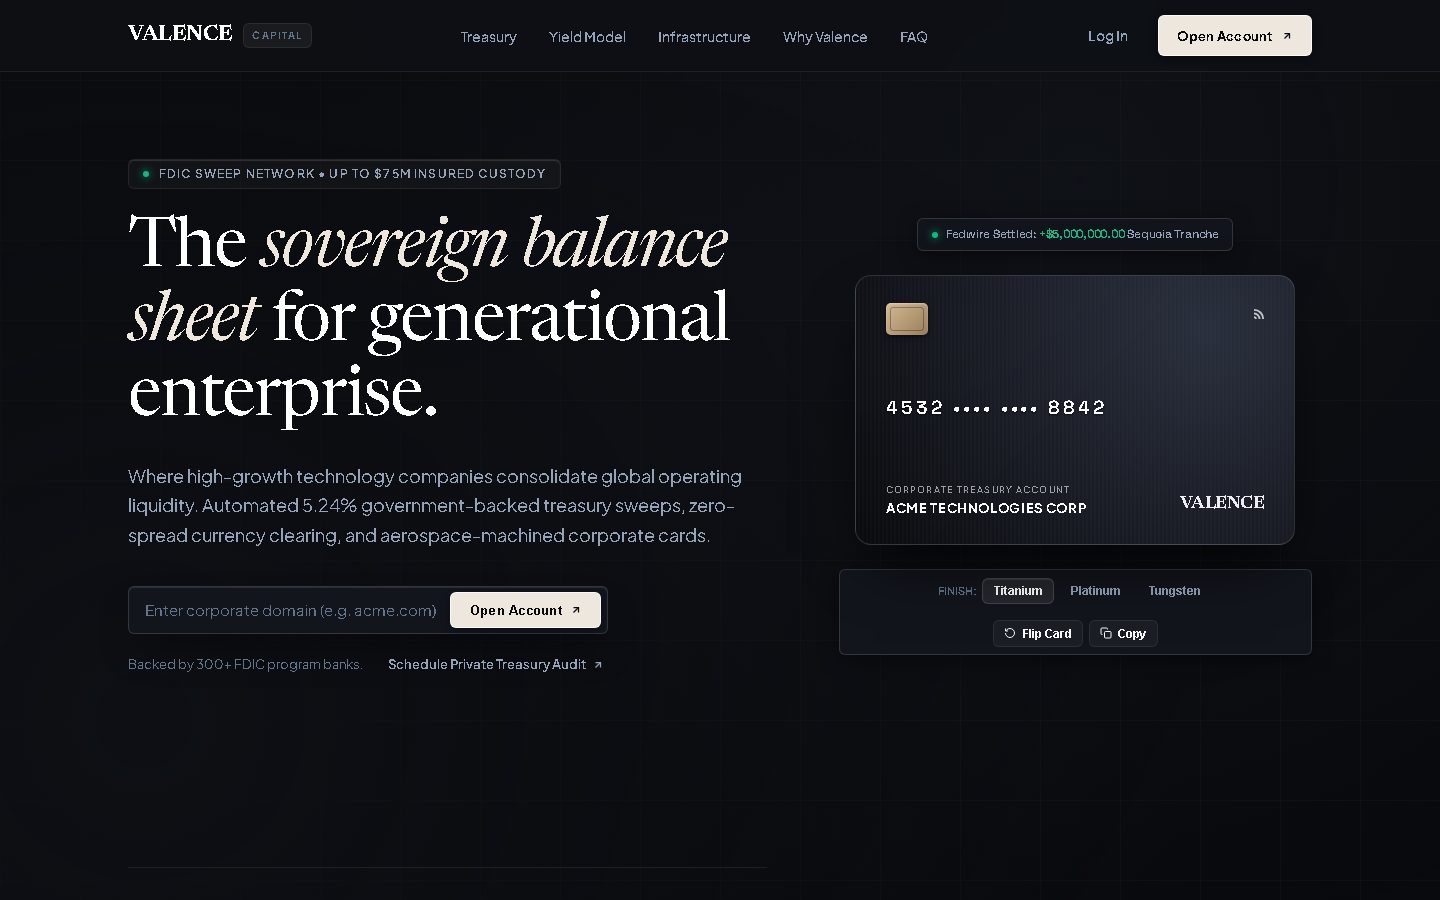 VALENCE CAPITAL Treasury Yield Model Infrastructure Why Valence FAQ Log In Open Account
FDIC SWEEP NETWORK • UP TO $75M INSURED CUSTODY
The sovereign balance
sheet for generational
enterprise.
Where high-growth technology companies consolidate global operating
liquidity. Automated 5.24% government-backed treasury sweeps, zero-
spread currency clearing, and aerospace-machined corporate cards.
Enter corporate domain (e.g. acme.com) Open Account
Backed by 300+ FDIC program banks. Schedule Private Treasury Audit
Fedwire Settled: +$5,000,000.00 Sequoia Tranche
4532 •••• •••• 8842
CORPORATE TREASURY ACCOUNT
ACME TECHNOLOGIES CORP
VALENCE
FINISH: Titanium Platinum Tungsten
Flip Card Copy